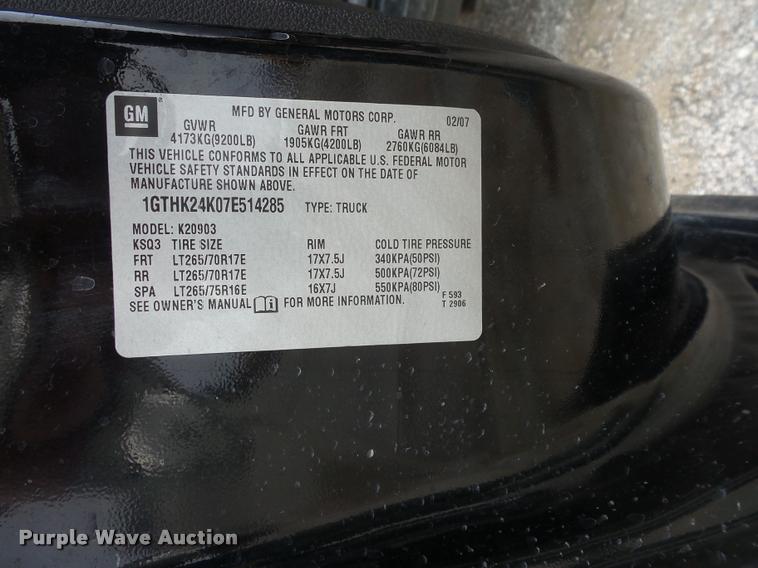 GM
MFD BY GENERAL MOTORS CORP. 02/07
GVWR GAWR FRT GAWR RR
4173KG(9200LB) 1905KG(4200LB) 2760KG(6084LB)
THIS VEHICLE CONFORMS TO ALL APPLICABLE U.S. FEDERAL MOTOR
VEHICLE SAFETY STANDARDS IN EFFECT ON THE DATE OF
MANUFACTURE SHOWN ABOVE.
1GTHK24K07E514285 TYPE: TRUCK
MODEL: K20903
KSQ3 TIRE SIZE RIM COLD TIRE PRESSURE
FRT LT265/70R17E 17X7.5J 340KPA(50PSI)
RR LT265/70R17E 17X7.5J 500KPA(72PSI)
SPA LT265/75R16E 16X7J 550KPA(80PSI)
SEE OWNER'S MANUAL FOR MORE INFORMATION.
F 593
T 2906
Purple Wave Auction